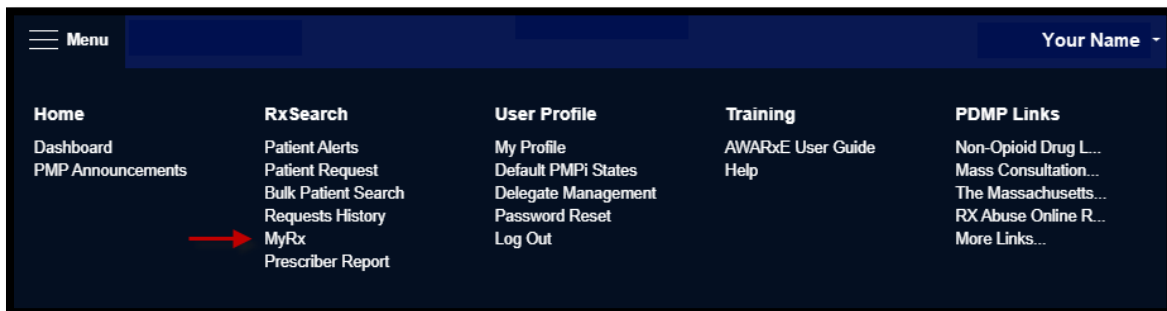 Menu
Your Name
Home
Dashboard
PMP Announcements
RxSearch
Patient Alerts
Patient Request
Bulk Patient Search
Requests History
MyRx
Prescriber Report
User Profile
My Profile
Default PMPi States
Delegate Management
Password Reset
Log Out
Training
AWARxE User Guide
Help
PDMP Links
Non-Opioid Drug L...
Mass Consultation...
The Massachusetts...
RX Abuse Online R...
More Links...